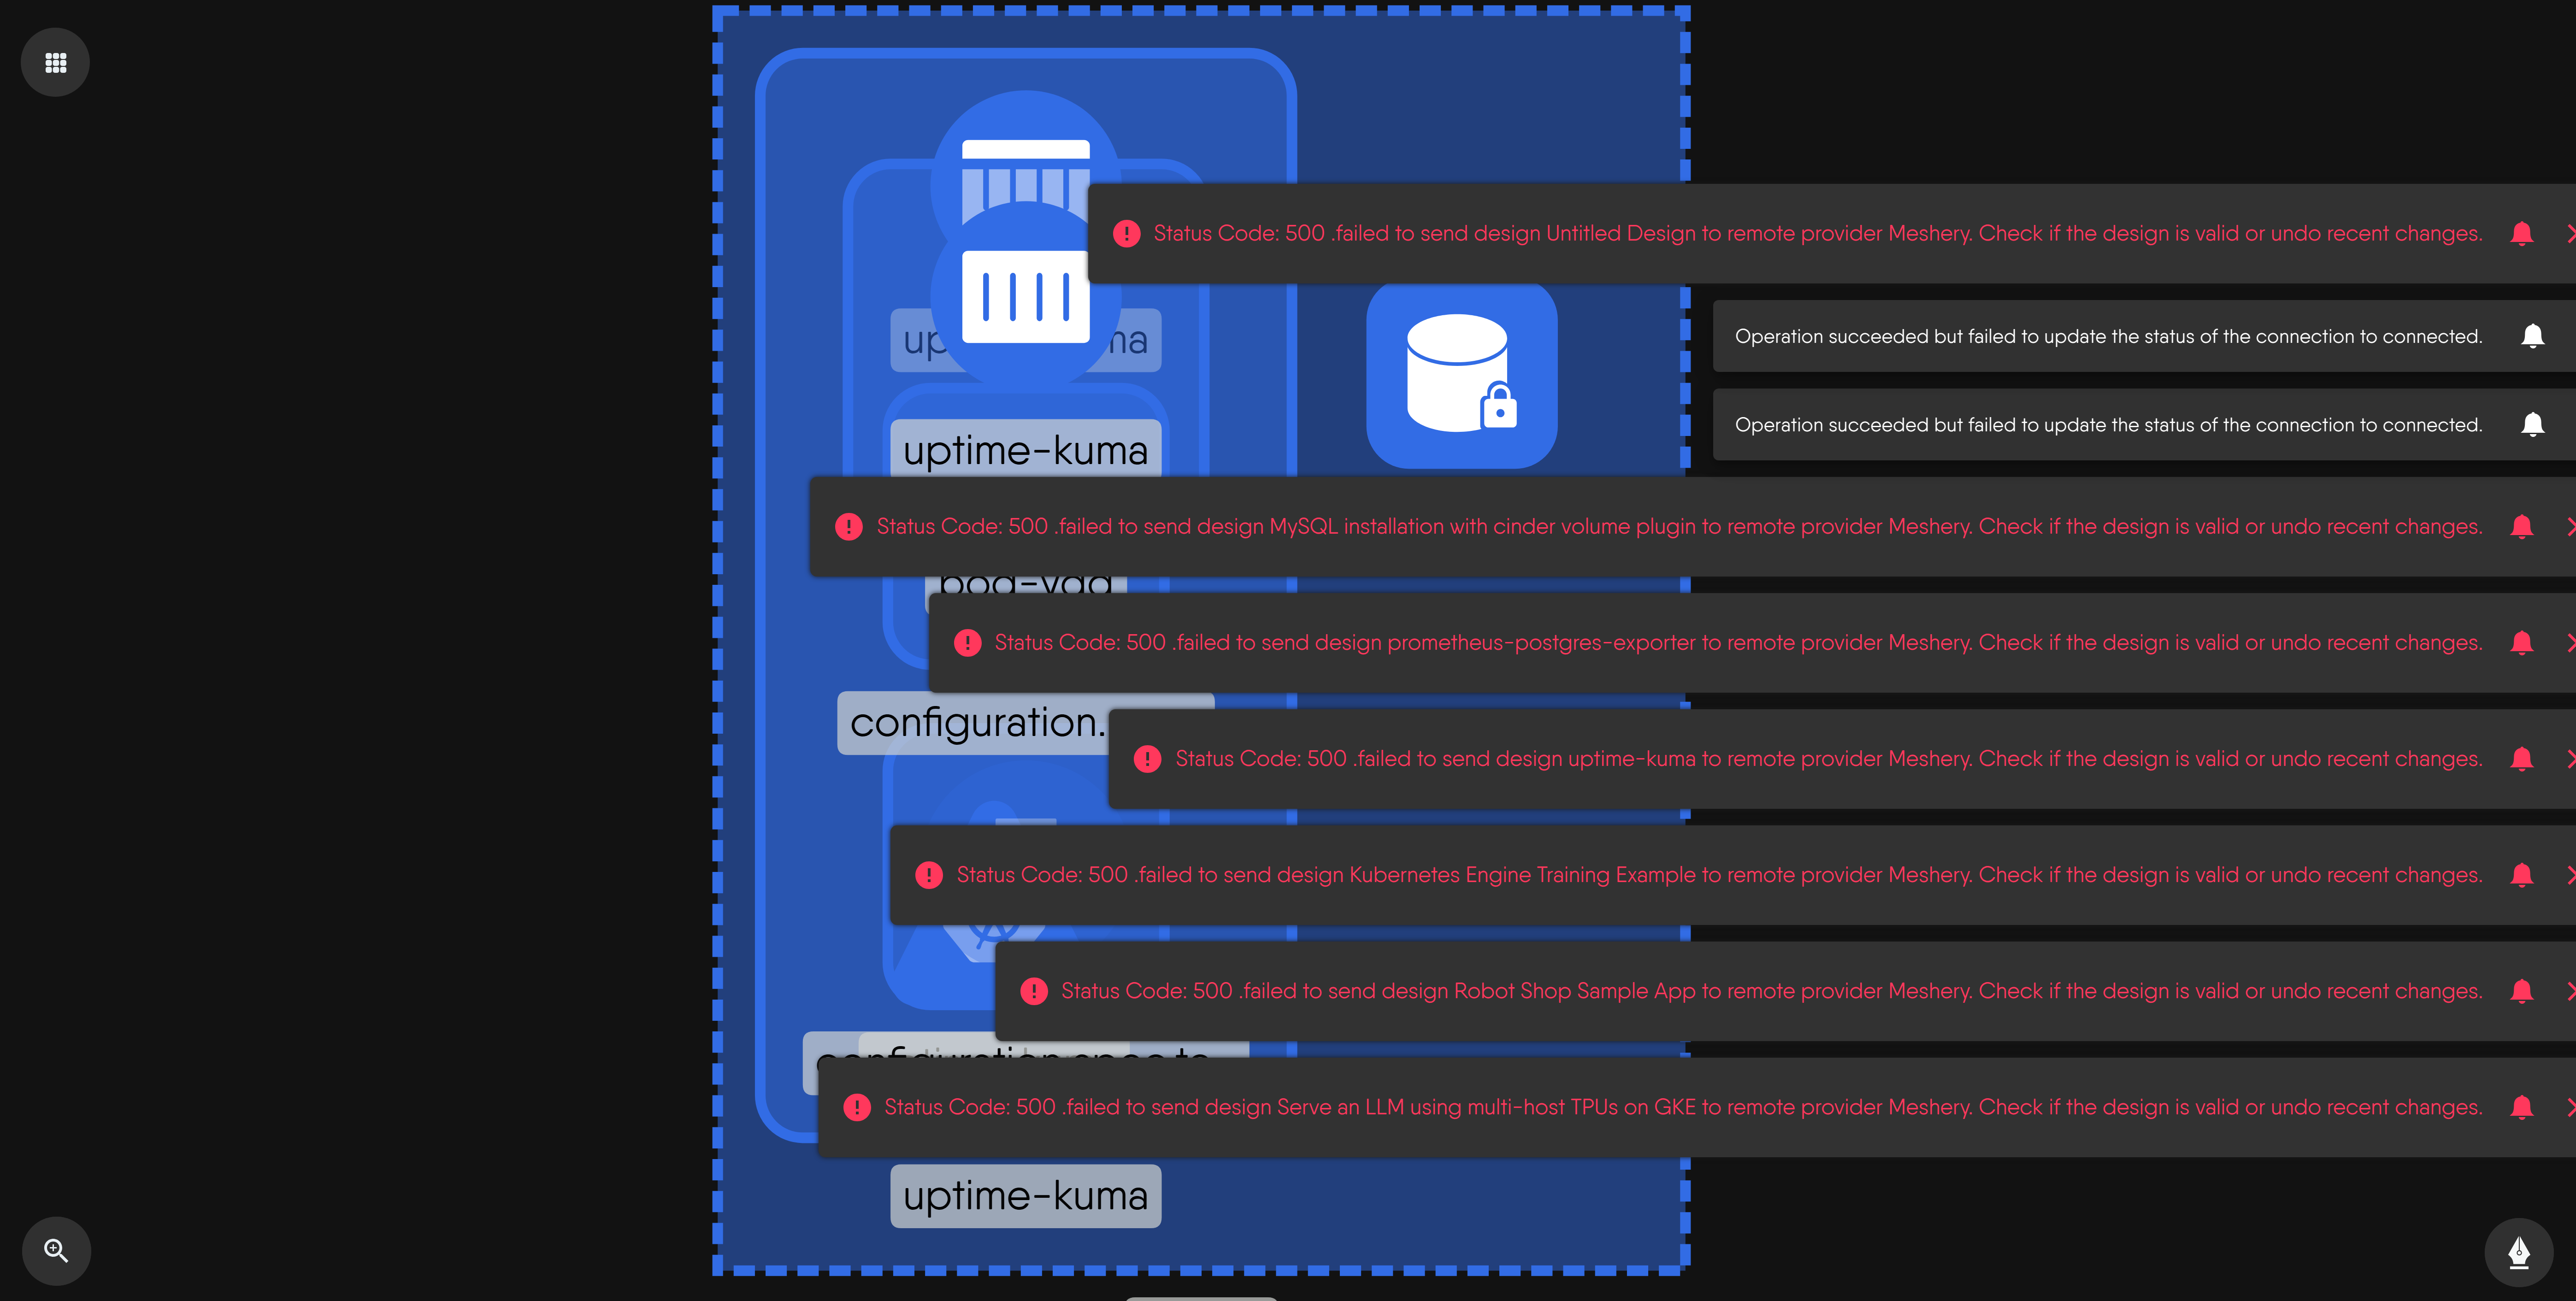 Status Code: 500 .failed to send design Untitled Design to remote provider Meshery. Check if the design is valid or undo recent changes.
Operation succeeded but failed to update the status of the connection to connected.
Operation succeeded but failed to update the status of the connection to connected.
uptime-kuma
Status Code: 500 .failed to send design MySQL installation with cinder volume plugin to remote provider Meshery. Check if the design is valid or undo recent changes.
Status Code: 500 .failed to send design prometheus-postgres-exporter to remote provider Meshery. Check if the design is valid or undo recent changes.
configuration.
Status Code: 500 .failed to send design uptime-kuma to remote provider Meshery. Check if the design is valid or undo recent changes.
Status Code: 500 .failed to send design Kubernetes Engine Training Example to remote provider Meshery. Check if the design is valid or undo recent changes.
Status Code: 500 .failed to send design Robot Shop Sample App to remote provider Meshery. Check if the design is valid or undo recent changes.
Status Code: 500 .failed to send design Serve an LLM using multi-host TPUs on GKE to remote provider Meshery. Check if the design is valid or undo recent changes.
uptime-kuma